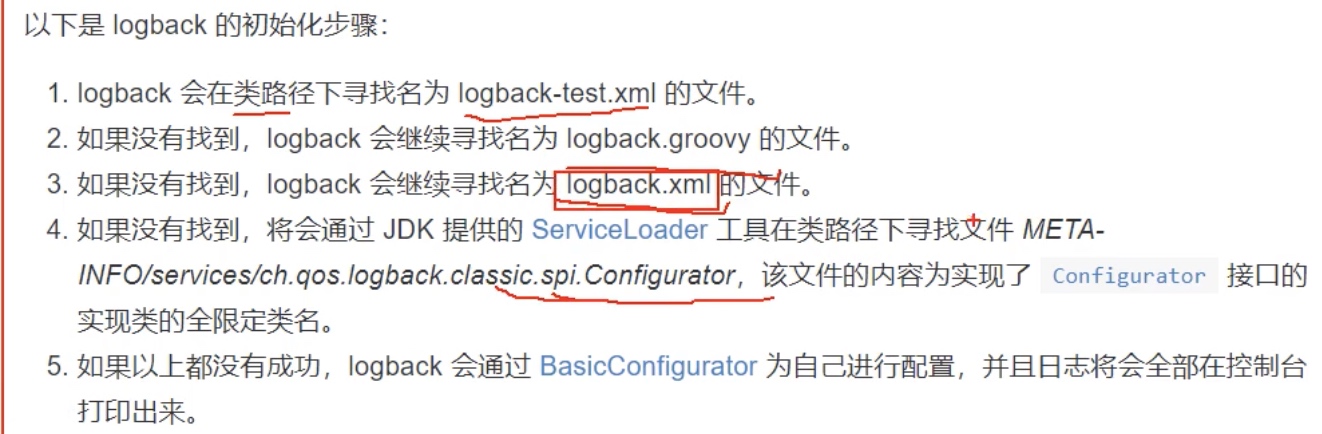 以下是 logback 的初始化步骤：
1. logback 会在类路径下寻找名为 logback-test.xml 的文件。
2. 如果没有找到，logback 会继续寻找名为 logback.groovy 的文件。
3. 如果没有找到，logback 会继续寻找名为 logback.xml 的文件。
4. 如果没有找到，将会通过 JDK 提供的 ServiceLoader 工具在类路径下寻找文件 META-
INFO/services/ch.qos.logback.classic.spi.Configurator，该文件的内容为实现了 Configurator 接口的
实现类的全限定类名。
5. 如果以上都没有成功，logback 会通过 BasicConfigurator 为自己进行配置，并且日志将会全部在控制台
打印出来。